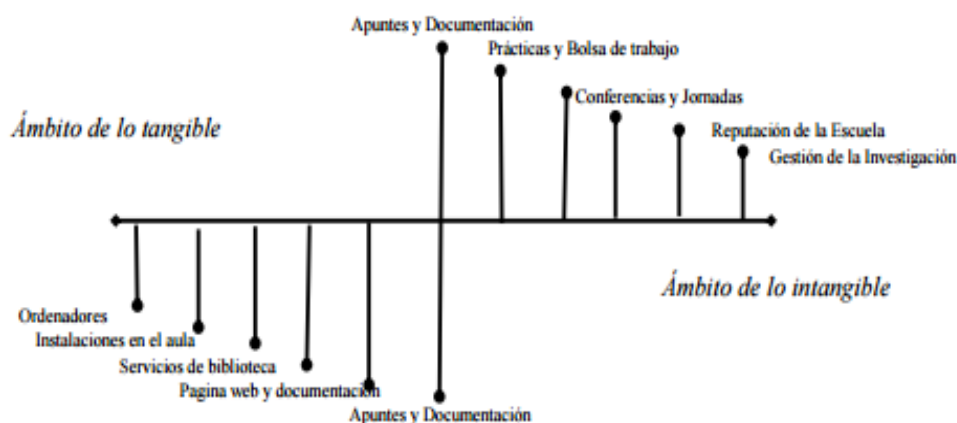 Apuntes y Documentación
Prácticas y Bolsa de trabajo
Conferencias y Jornadas
Ámbito de lo tangible
Reputación de la Escuela
Gestión de la Investigación
Ámbito de lo intangible
Ordenadores
Instalaciones en el aula
Servicios de biblioteca
Pagina web y documentación
Apuntes y Documentación